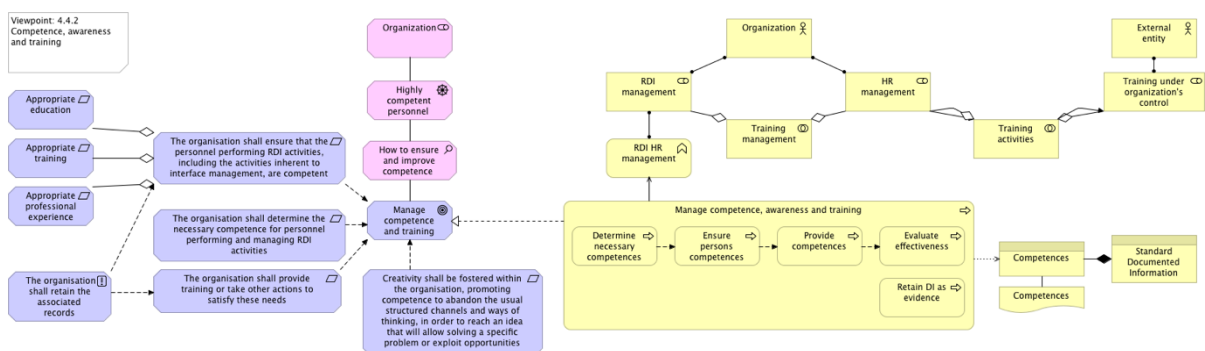 Viewpoint: 4.4.2
Competence, awareness
and training
Organization
Highly
competent
personnel
How to ensure
and improve
competence
Manage
competence
and training
Appropriate
education
Appropriate
training
Appropriate
professional
experience
The organisation
shall retain the
associated
records
The organisation shall ensure that the
personnel performing RDI activities,
including the activities inherent to
interface management, are competent
The organisation shall determine the
necessary competence for personnel
performing and managing RDI
activities
The organisation shall provide
training or take other actions to
satisfy these needs
Creativity shall be fostered within
the organisation, promoting
competence to abandon the usual
structured channels and ways of
thinking, in order to reach an idea
that will allow solving a specific
problem or exploit opportunities
Organization
RDI
management
HR
management
Training
management
RDI HR
management
Training
activities
External
entity
Training under
organization's
control
Manage competence, awareness and training
Determine
necessary
competences
Ensure
persons
competences
Provide
competences
Evaluate
effectiveness
Retain DI as
evidence
Competences
Competences
Standard
Documented
Information